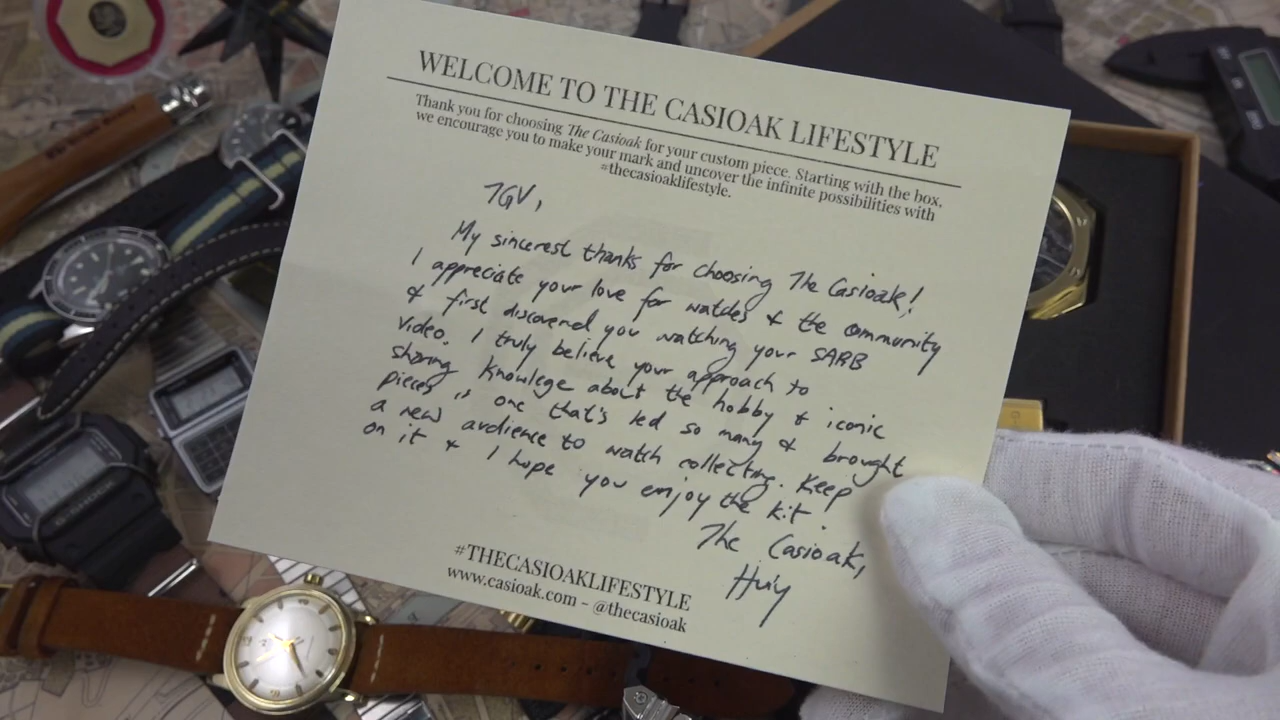 WELCOME TO THE CASIOAK LIFESTYLE
Thank you for choosing The Casioak for your custom piece. Starting with the box,
we encourage you to make your mark and uncover the infinite possibilities with
#thecasioaklifestyle.
TGV,
My sincerest thanks for choosing The Casioak!
I appreciate your love for watches & the community
& first discovered you watching your SARB
video. I truly believe your approach to
sharing knowlege about the hobby & iconic
pieces is one that's led so many & brought
a new audience to watch collecting. Keep
on it & I hope you enjoy the kit.
The Casioak,
Huy
#THECASIOAKLIFESTYLE
www.casioak.com - @thecasioak